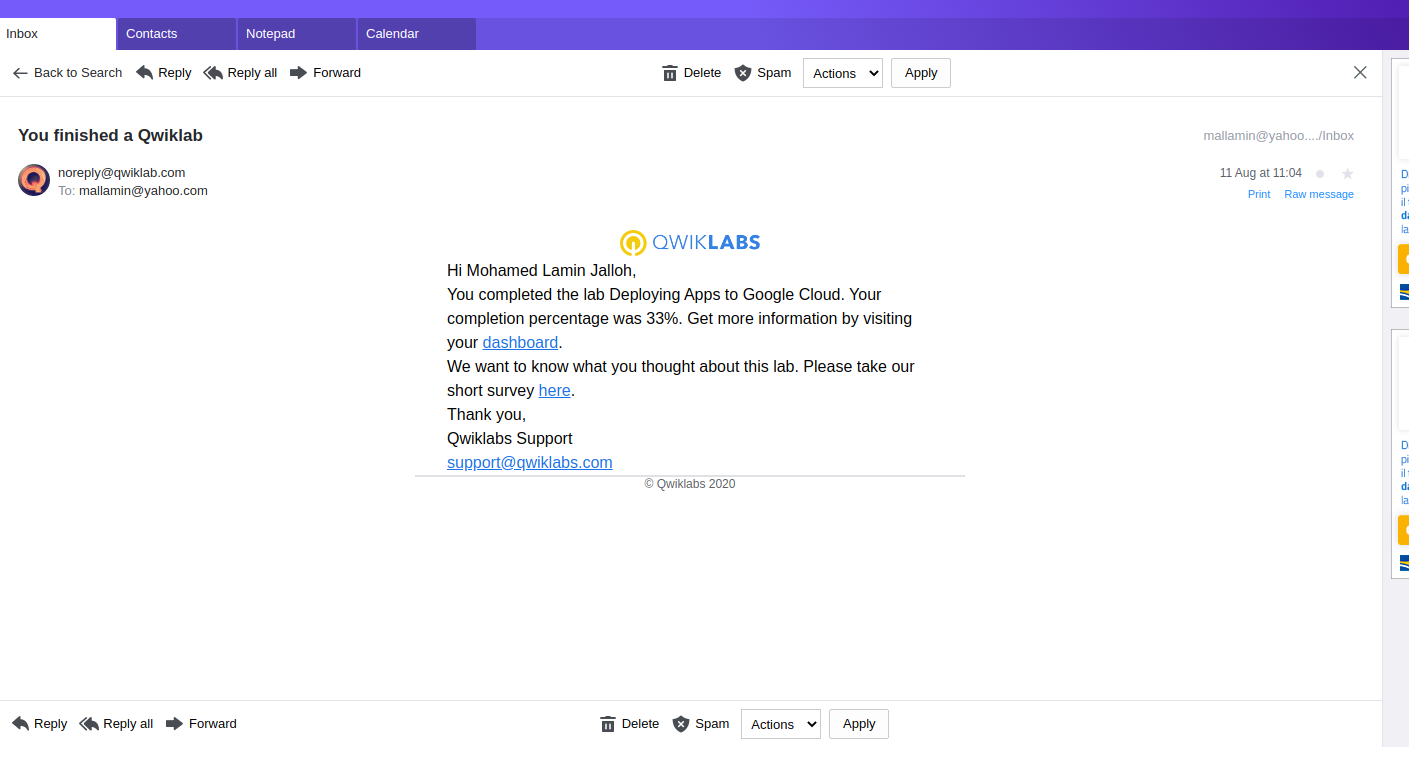 Inbox
Contacts
Notepad
Calendar
Back to Search
Reply
Reply all
Forward
Delete
Spam
Actions
Apply
You finished a Qwiklab
mallamin@yahoo..../Inbox
noreply@qwiklab.com
To: mallamin@yahoo.com
11 Aug at 11:04
Print
Raw message
QWIKLABS
Hi Mohamed Lamin Jalloh,
You completed the lab Deploying Apps to Google Cloud. Your
completion percentage was 33%. Get more information by visiting
your dashboard.
We want to know what you thought about this lab. Please take our
short survey here.
Thank you,
Qwiklabs Support
support@qwiklabs.com
© Qwiklabs 2020
Reply
Reply all
Forward
Delete
Spam
Actions
Apply